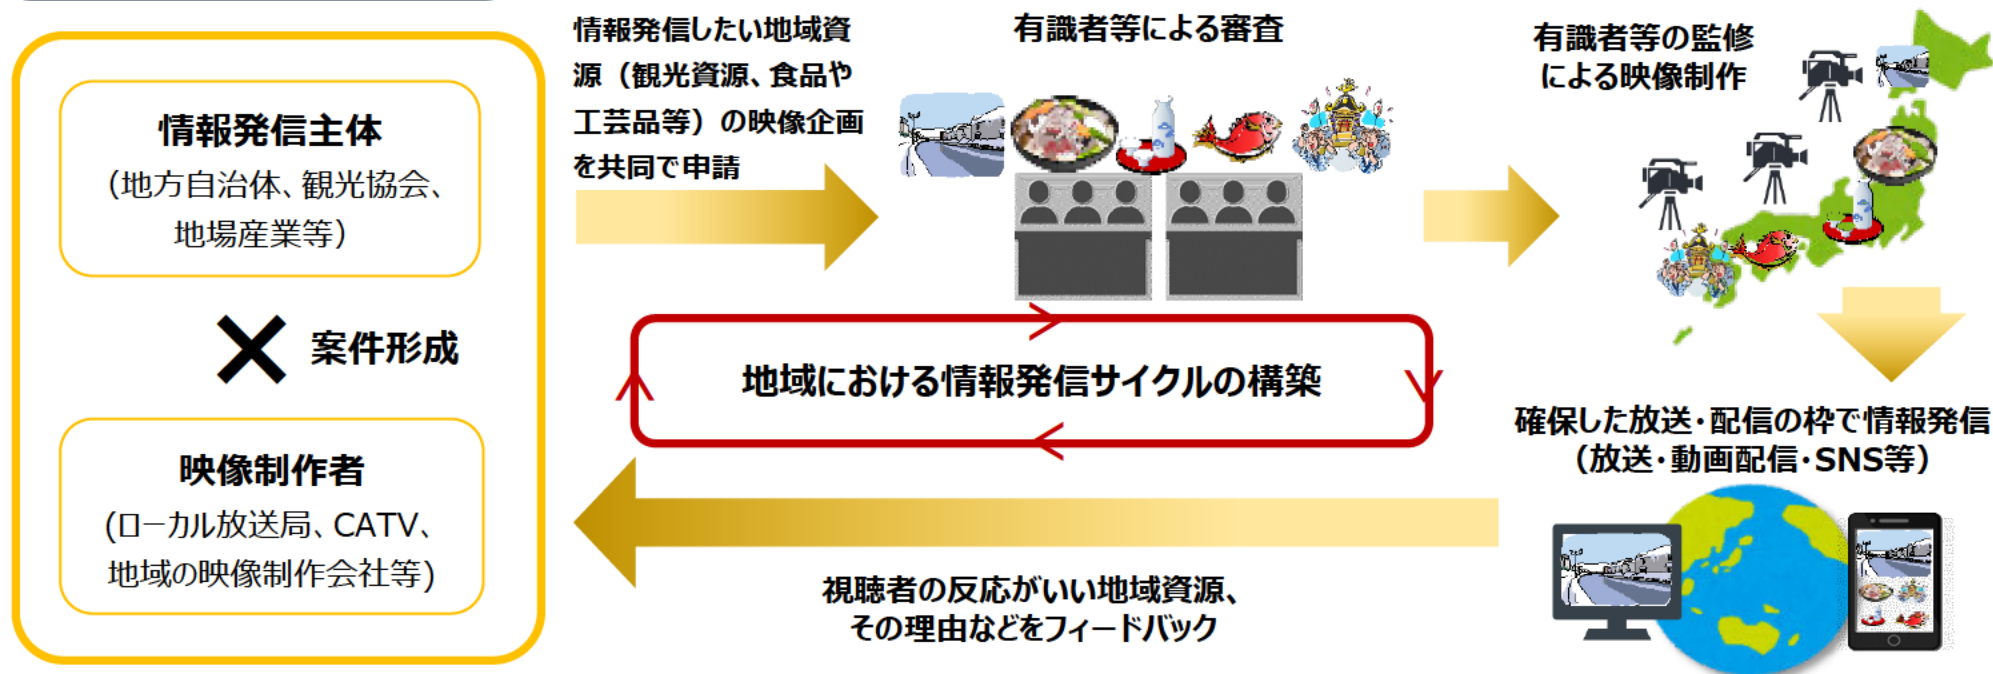 情報発信主体
（地方自治体、観光協会、
地場産業等）
案件形成
映像制作者
(ローカル放送局、CATV、
地域の映像制作会社等)
情報発信したい地域資
源（観光資源、食品や
工芸品等）の映像企画
を共同で申請
有識者等による審査
有識者等の監修
による映像制作
地域における情報発信サイクルの構築
確保した放送・配信の枠で情報発信
（放送・動画配信・SNS等）
視聴者の反応がいい地域資源、
その理由などをフィードバック